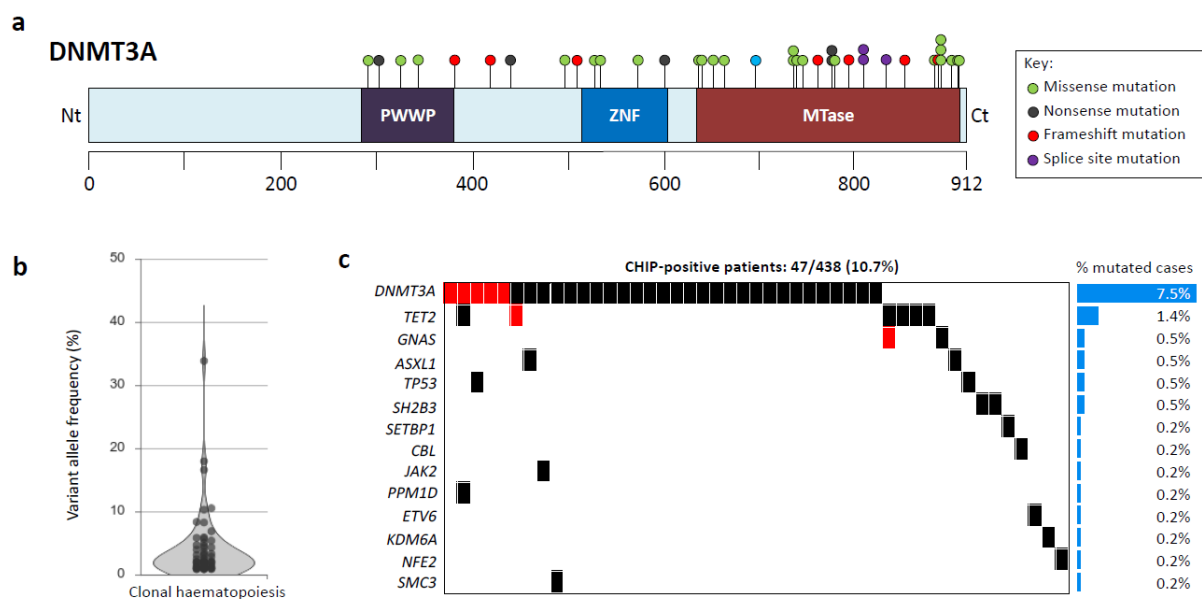 a
DNMT3A
Nt
PWWP
ZNF
MTase
Ct
0
200
400
600
800
912
Key:
Missense mutation
Nonsense mutation
Frameshift mutation
Splice site mutation
b
Variant allele frequency (%)
50
40
30
20
10
0
Clonal haematopoiesis
c
CHIP-positive patients: 47/438 (10.7%)
% mutated cases
DNMT3A 7.5%
TET2 1.4%
GNAS 0.5%
ASXL1 0.5%
TP53 0.5%
SH2B3 0.5%
SETBP1 0.2%
CBL 0.2%
JAK2 0.2%
PPM1D 0.2%
ETV6 0.2%
KDM6A 0.2%
NFE2 0.2%
SMC3 0.2%